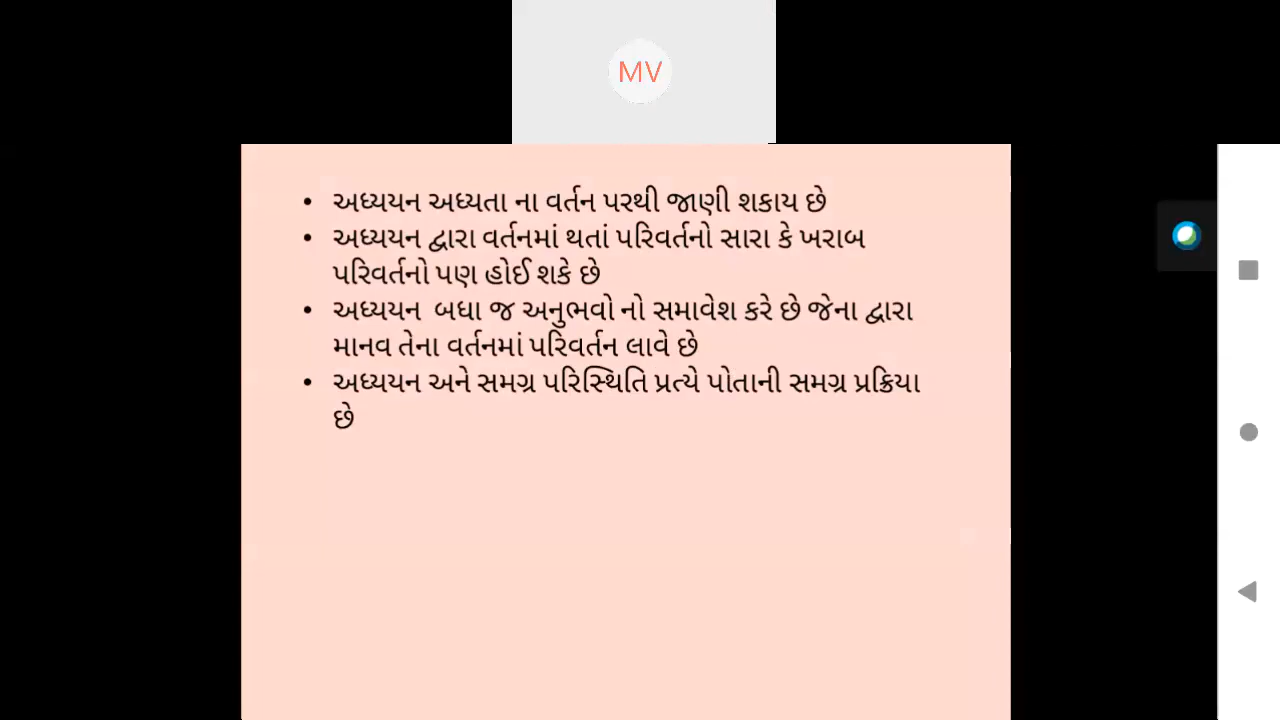 MV
• અધ્યયન અધ્યતા ના વર્તન પરથી જાણી શકાય છે
• અધ્યયન દ્વારા વર્તનમાં થતાં પરિવર્તનો સારા કે ખરાબ
પરિવર્તનો પણ હોઈ શકે છે
• અધ્યયન બધા જ અનુભવો નો સમાવેશ કરે છે જેના દ્વારા
માનવ તેના વર્તનમાં પરિવર્તન લાવે છે
• અધ્યયન અને સમગ્ર પરિસ્થિતિ પ્રત્યે પોતાની સમગ્ર પ્રક્રિયા
છે